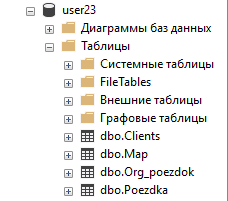 user23
Диаграммы баз данных
Таблицы
Системные таблицы
FileTables
Внешние таблицы
Графовые таблицы
dbo.Clients
dbo.Map
dbo.Org_poezdok
dbo.Poezdka